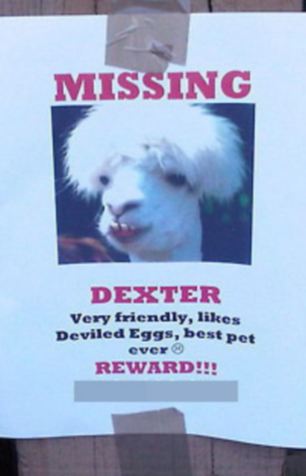 MISSING
DEXTER
Very friendly, likes
Deviled Eggs, best pet
ever ☹
REWARD!!!